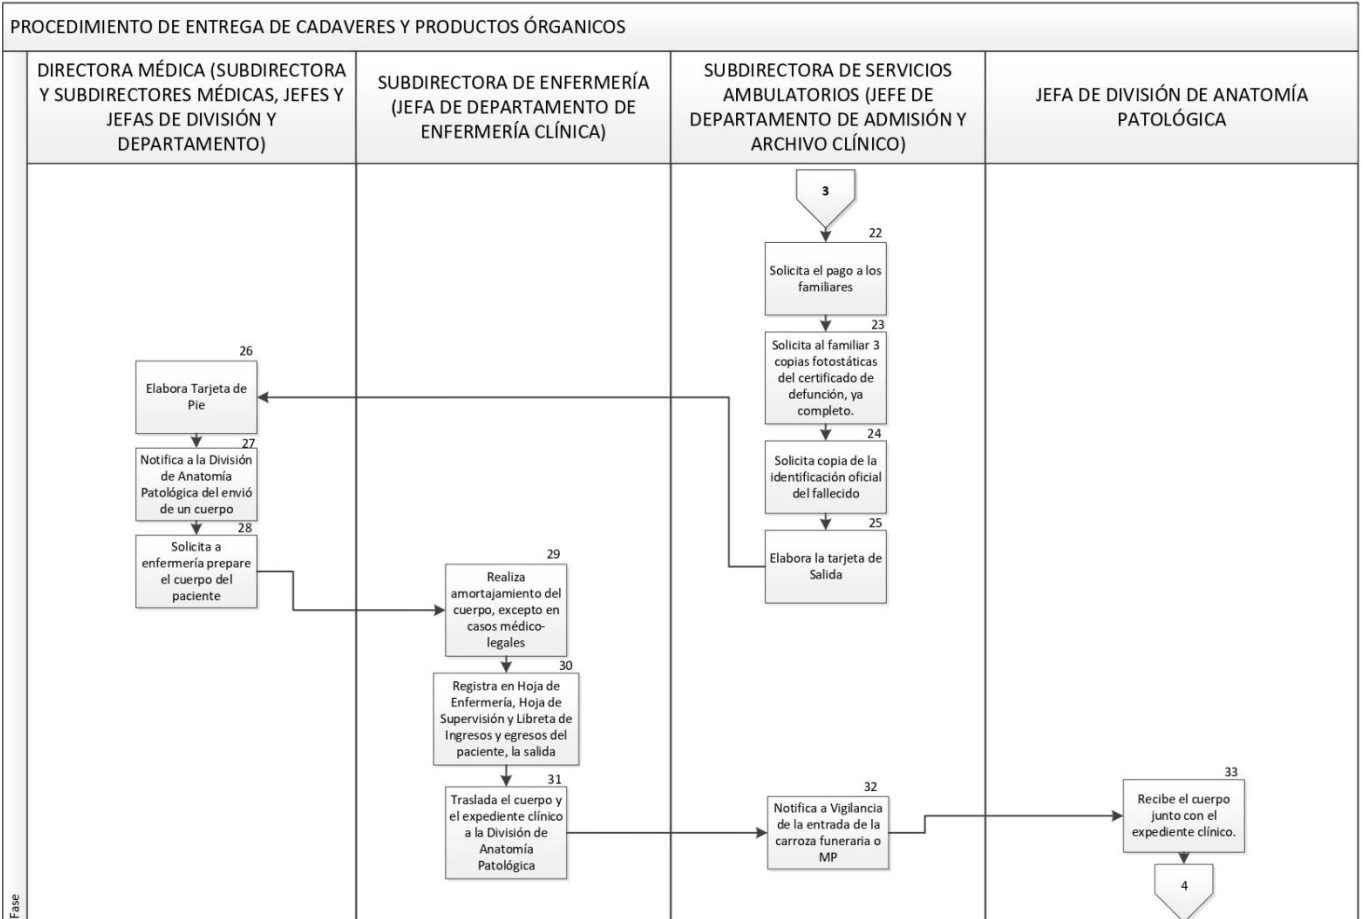 PROCEDIMIENTO DE ENTREGA DE CADAVERES Y PRODUCTOS ÓRGANICOS
DIRECTORA MÉDICA (SUBDIRECTORA
Y SUBDIRECTORES MÉDICAS, JEFES Y
JEFAS DE DIVISIÓN Y
DEPARTAMENTO)
SUBDIRECTORA DE ENFERMERÍA
(JEFA DE DEPARTAMENTO DE
ENFERMERÍA CLÍNICA)
SUBDIRECTORA DE SERVICIOS
AMBULATORIOS (JEFE DE
DEPARTAMENTO DE ADMISIÓN Y
ARCHIVO CLÍNICO)
JEFA DE DIVISIÓN DE ANATOMÍA
PATOLÓGICA
3
22
Solicita el pago a los
familiares
23
Solicita al familiar 3
copias fotostáticas
del certificado de
defunción, ya
completo.
24
Solicita copia de la
identificación oficial
del fallecido
25
Elabora la tarjeta de
Salida
26
Elabora Tarjeta de
Pie
27
Notifica a la División
de Anatomía
Patológica del envió
de un cuerpo
28
Solicita a
enfermería prepare
el cuerpo del
paciente
29
Realiza
amortajamiento del
cuerpo, excepto en
casos médico-
legales
30
Registra en Hoja de
Enfermería, Hoja de
Supervisión y Libreta de
Ingresos y egresos del
paciente, la salida
31
Traslada el cuerpo y
el expediente clínico
a la División de
Anatomía
Patológica
32
Notifica a Vigilancia
de la entrada de la
carroza funeraria o
MP
33
Recibe el cuerpo
junto con el
expediente clínico.
4
Fase